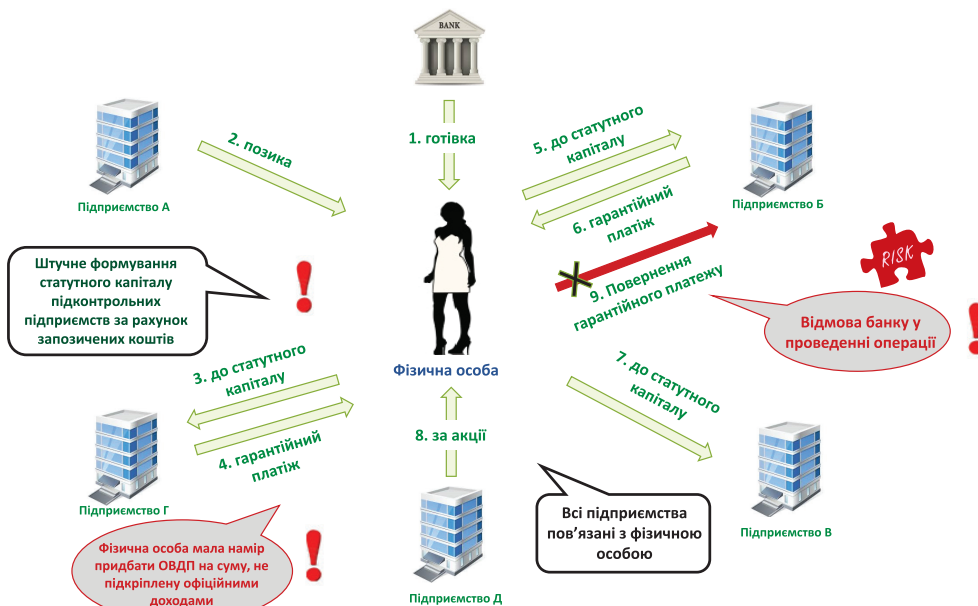 BANK
1. готівка
2. позика
Підприємство А
5. до статутного
капіталу
6. гарантійний
платіж
Підприємство Б
9. Повернення
гарантійного платежу
RISK
Відмова банку у
проведенні операції
Штучне формування
статутного капіталу
підконтрольних
підприємств за рахунок
запозичених коштів
Фізична особа
3. до статутного
капіталу
4. гарантійний
платіж
Підприємство Г
7. до статутного
капіталу
Підприємство В
8. за акції
Всі підприємства
пов’язані з фізичною
особою
Фізична особа мала намір
придбати ОВДП на суму, не
підкріплену офіційними
доходами
Підприємство Д